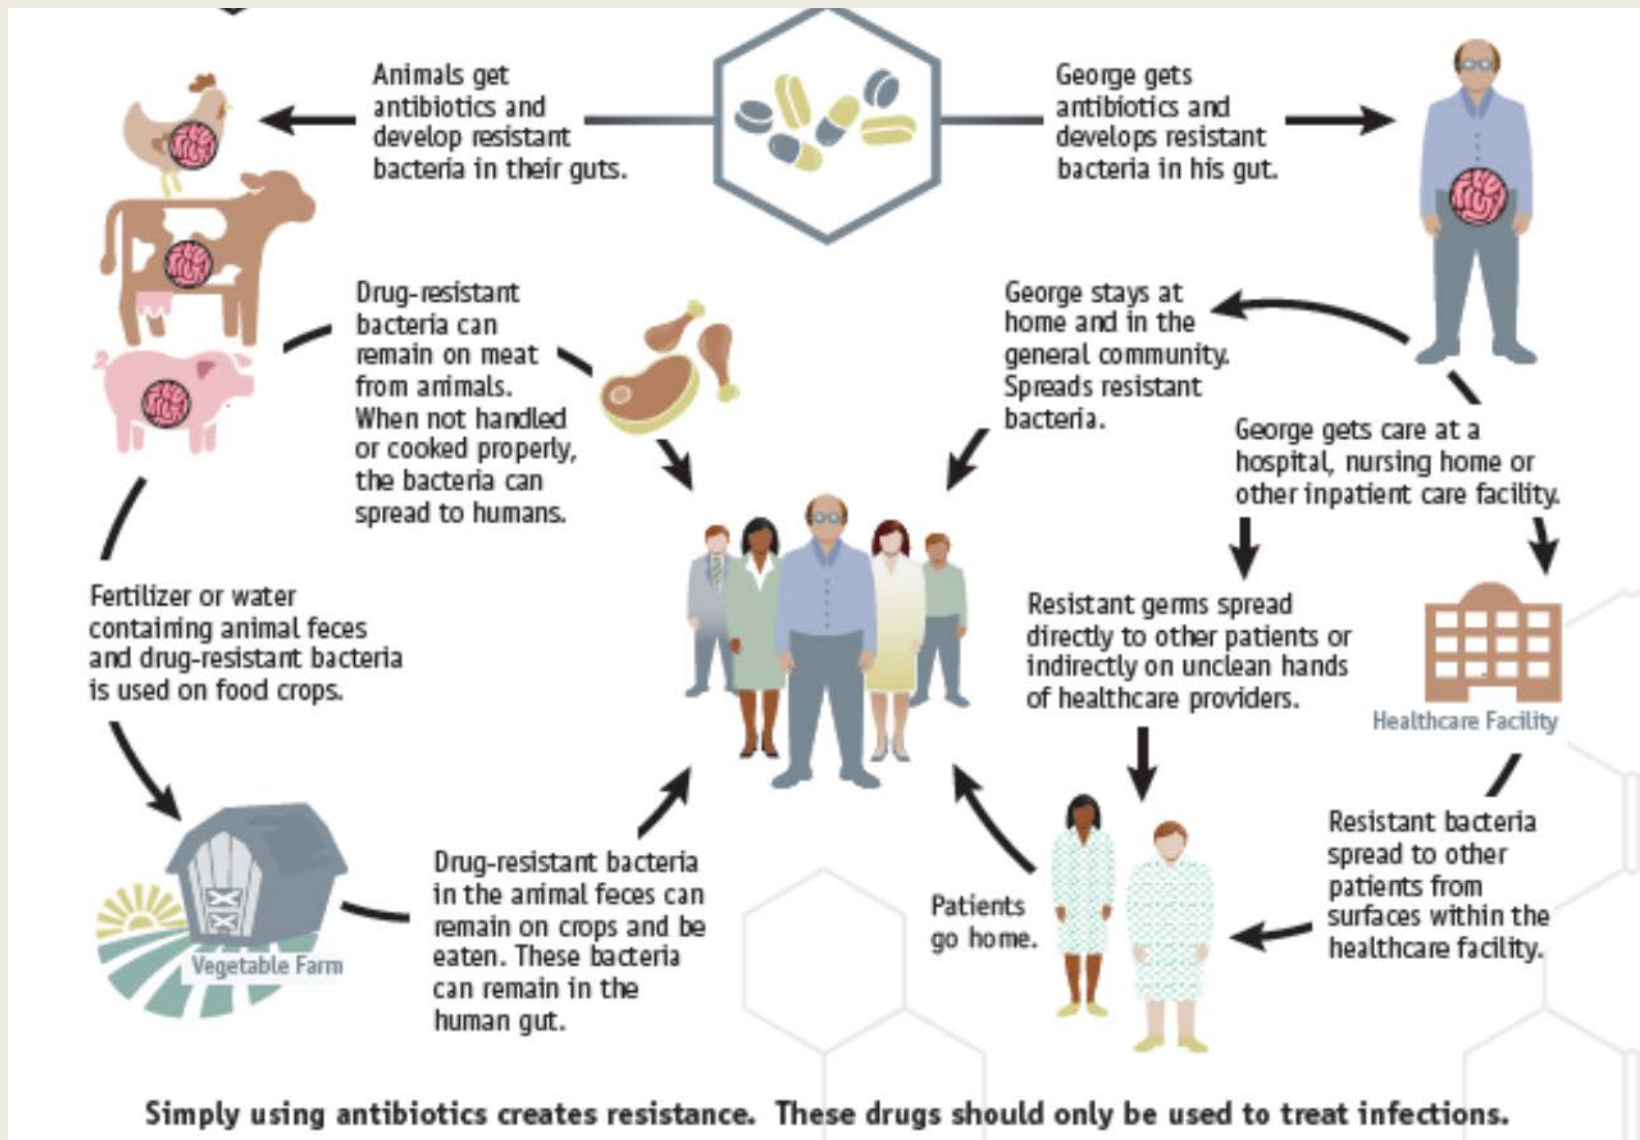 Animals get
antibiotics and
develop resistant
bacteria in their guts.
George gets
antibiotics and
develops resistant
bacteria in his gut.
Drug-resistant
bacteria can
remain on meat
from animals.
When not handled
or cooked properly,
the bacteria can
spread to humans.
George stays at
home and in the
general community.
Spreads resistant
bacteria.
George gets care at a
hospital, nursing home or
other inpatient care facility.
Fertilizer or water
containing animal feces
and drug-resistant bacteria
is used on food crops.
Resistant germs spread
directly to other patients or
indirectly on unclean hands
of healthcare providers.
Healthcare Facility
Vegetable Farm
Drug-resistant bacteria
in the animal feces can
remain on crops and be
eaten. These bacteria
can remain in the
human gut.
Patients
go home.
Resistant bacteria
spread to other
patients from
surfaces within the
healthcare facility.
Simply using antibiotics creates resistance. These drugs should only be used to treat infections.